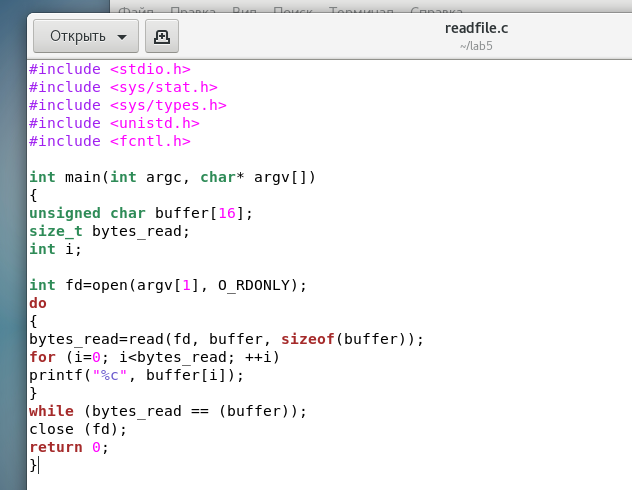 Файл Правка Вид Поиск Терминал Справка
Открыть
readfile.c
~/lab5
#include <stdio.h>
#include <sys/stat.h>
#include <sys/types.h>
#include <unistd.h>
#include <fcntl.h>
int main(int argc, char* argv[])
{
unsigned char buffer[16];
size_t bytes_read;
int i;
int fd=open(argv[1], O_RDONLY);
do
{
bytes_read=read(fd, buffer, sizeof(buffer));
for (i=0; i<bytes_read; ++i)
printf("%c", buffer[i]);
}
while (bytes_read == (buffer));
close (fd);
return 0;
}